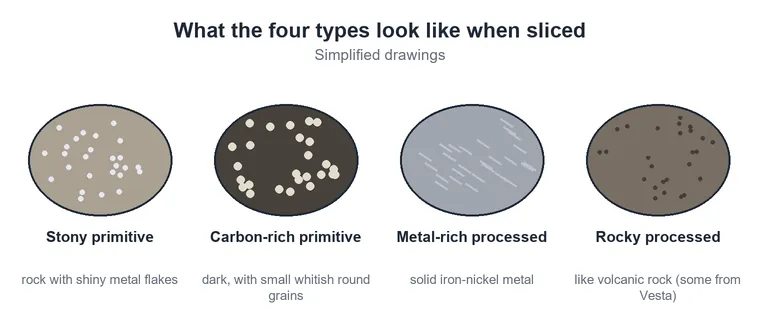 What the four types look like when sliced
Simplified drawings
Stony primitive
Carbon-rich primitive
Metal-rich processed
Rocky processed
rock with shiny metal flakes
dark, with small whitish round
grains
solid iron-nickel metal
like volcanic rock (some from
Vesta)